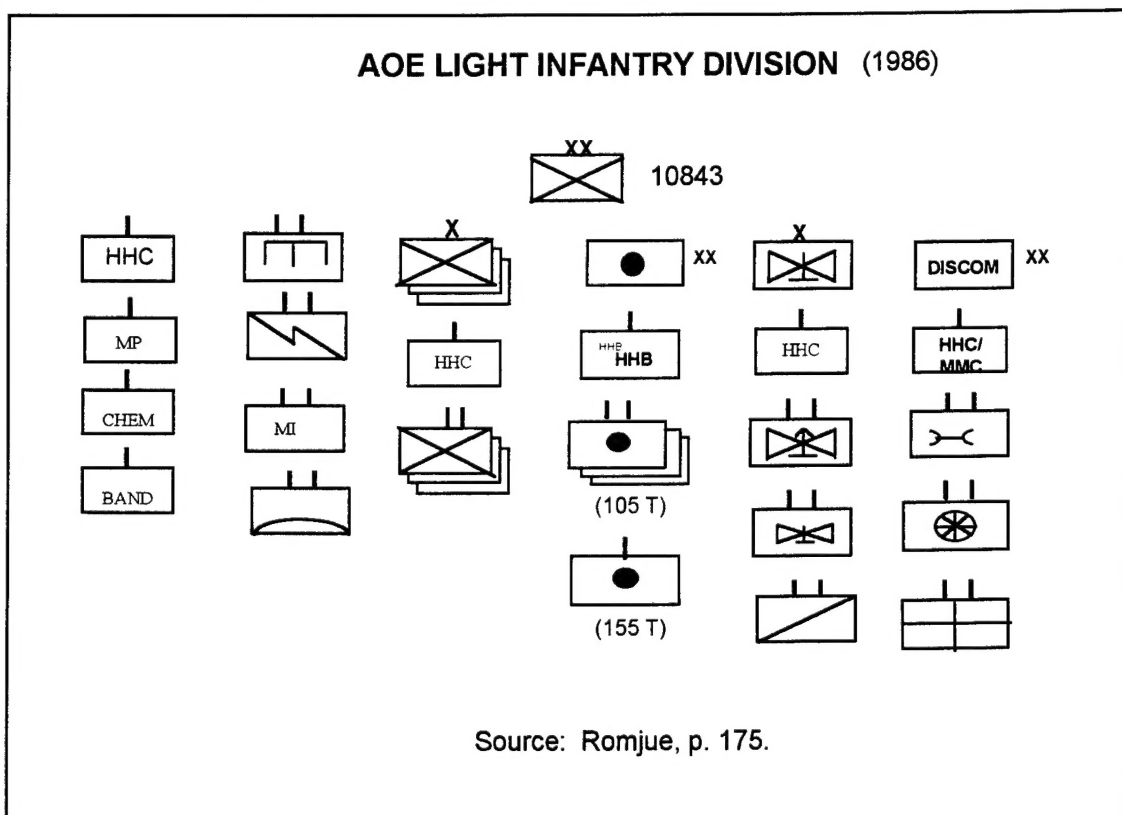 AOE LIGHT INFANTRY DIVISION (1986)
XX
10843
HHC
X
XX
X
DISCOM XX
MP
HHC
HHB
HHB
HHC
HHC/
MMC
CHEM
MI
BAND
(105 T)
(155 T)
Source: Romjue, p. 175.